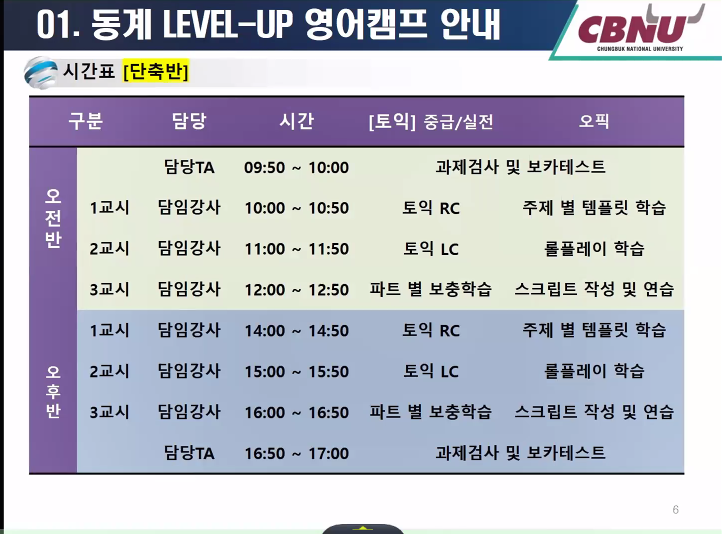 01. 동계 LEVEL-UP 영어캠프 안내
CBNU
CHUNGBUK NATIONAL UNIVERSITY
시간표 [단축반]
구분 담당 시간 [토익] 중급/실전 오픽
오전반
담당TA 09:50 ~ 10:00 과제검사 및 보카테스트
1교시 담임강사 10:00 ~ 10:50 토익 RC 주제 별 템플릿 학습
2교시 담임강사 11:00 ~ 11:50 토익 LC 롤플레이 학습
3교시 담임강사 12:00 ~ 12:50 파트 별 보충학습 스크립트 작성 및 연습
오후반
1교시 담임강사 14:00 ~ 14:50 토익 RC 주제 별 템플릿 학습
2교시 담임강사 15:00 ~ 15:50 토익 LC 롤플레이 학습
3교시 담임강사 16:00 ~ 16:50 파트 별 보충학습 스크립트 작성 및 연습
담당TA 16:50 ~ 17:00 과제검사 및 보카테스트
6